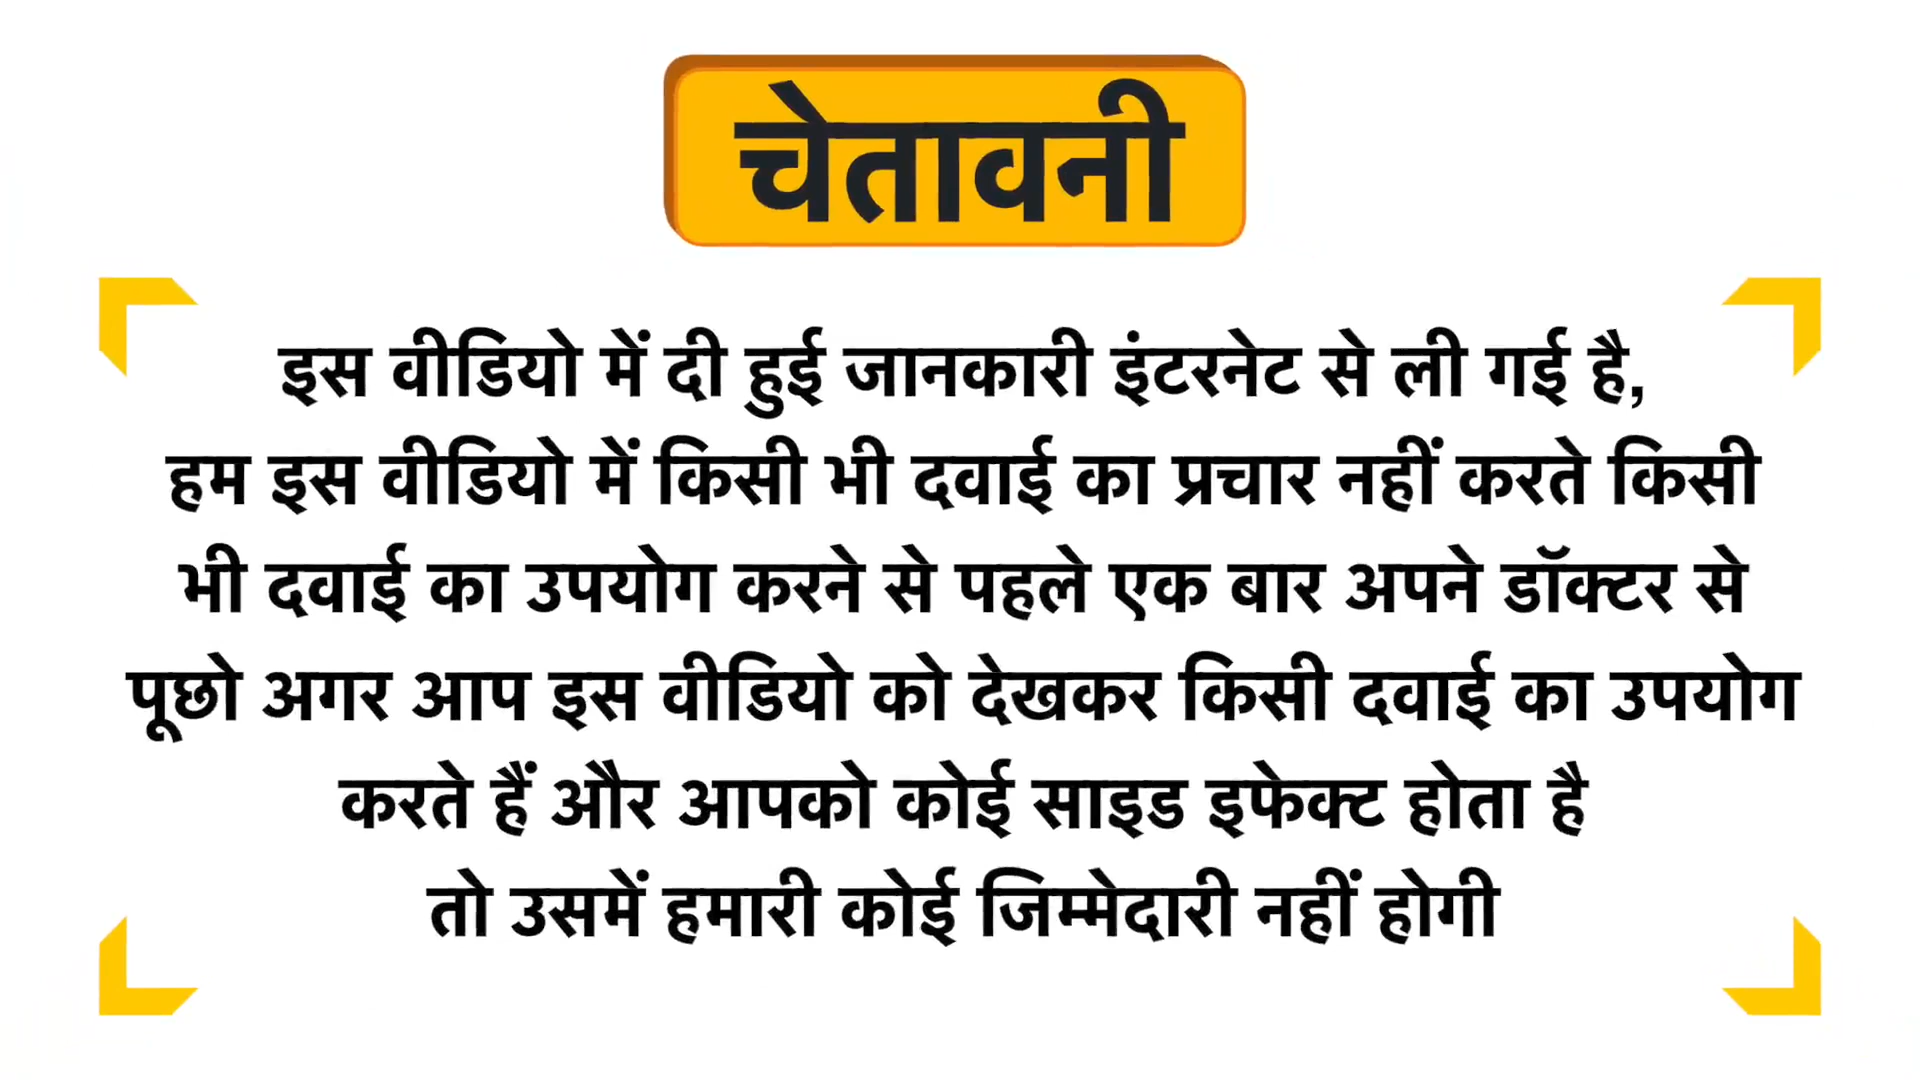 चेतावनी
इस वीडियो में दी हुई जानकारी इंटरनेट से ली गई है,
हम इस वीडियो में किसी भी दवाई का प्रचार नहीं करते किसी
भी दवाई का उपयोग करने से पहले एक बार अपने डॉक्टर से
पूछो अगर आप इस वीडियो को देखकर किसी दवाई का उपयोग
करते हैं और आपको कोई साइड इफेक्ट होता है
तो उसमें हमारी कोई जिम्मेदारी नहीं होगी